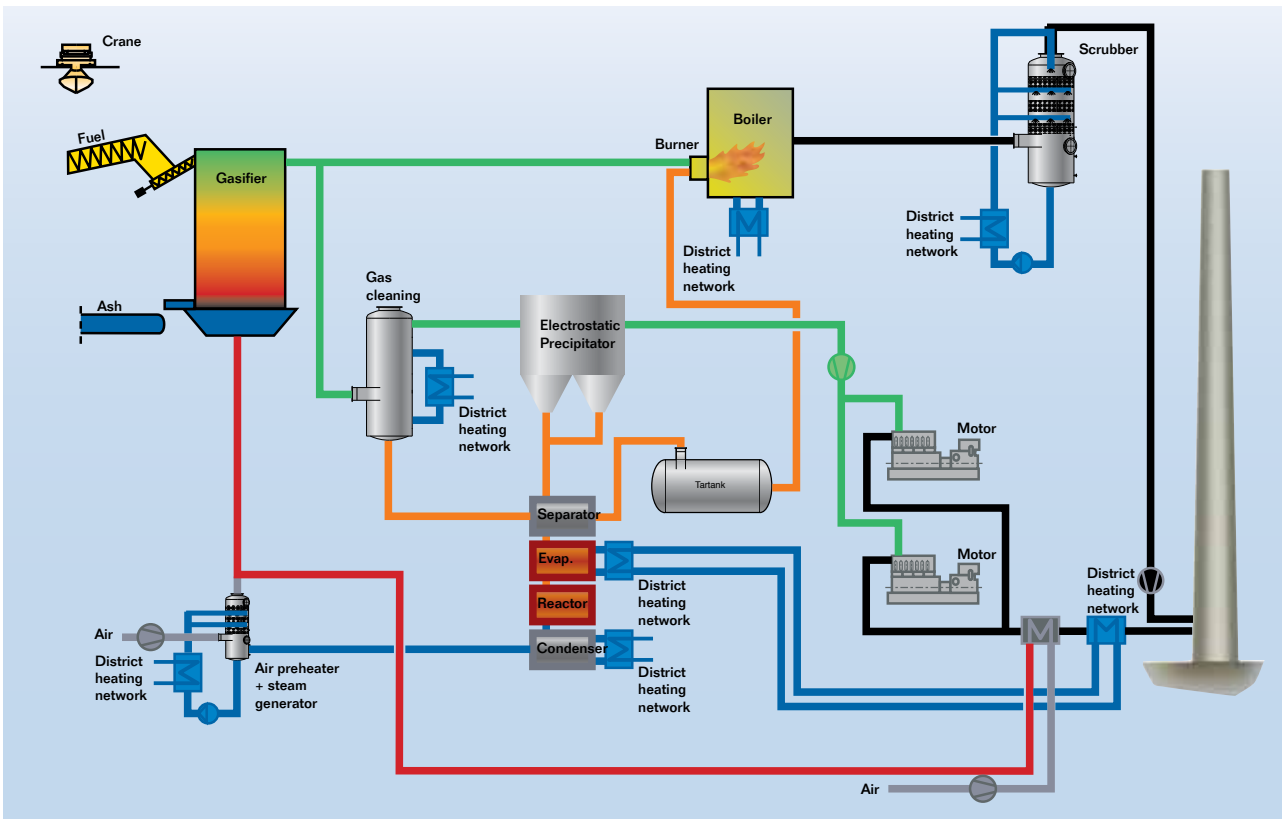 Crane
Scrubber
Fuel
Boiler
Burner
Gasifier
District
heating
network
District
heating
network
Gas
cleaning
Ash
Electrostatic
Precipitator
District
heating
network
Motor
Tartank
Separator
Evap.
Motor
District
heating
network
District
heating
network
Reactor
Air
Condenser
District
heating
network
Air preheater
+ steam
generator
District
heating
network
Air